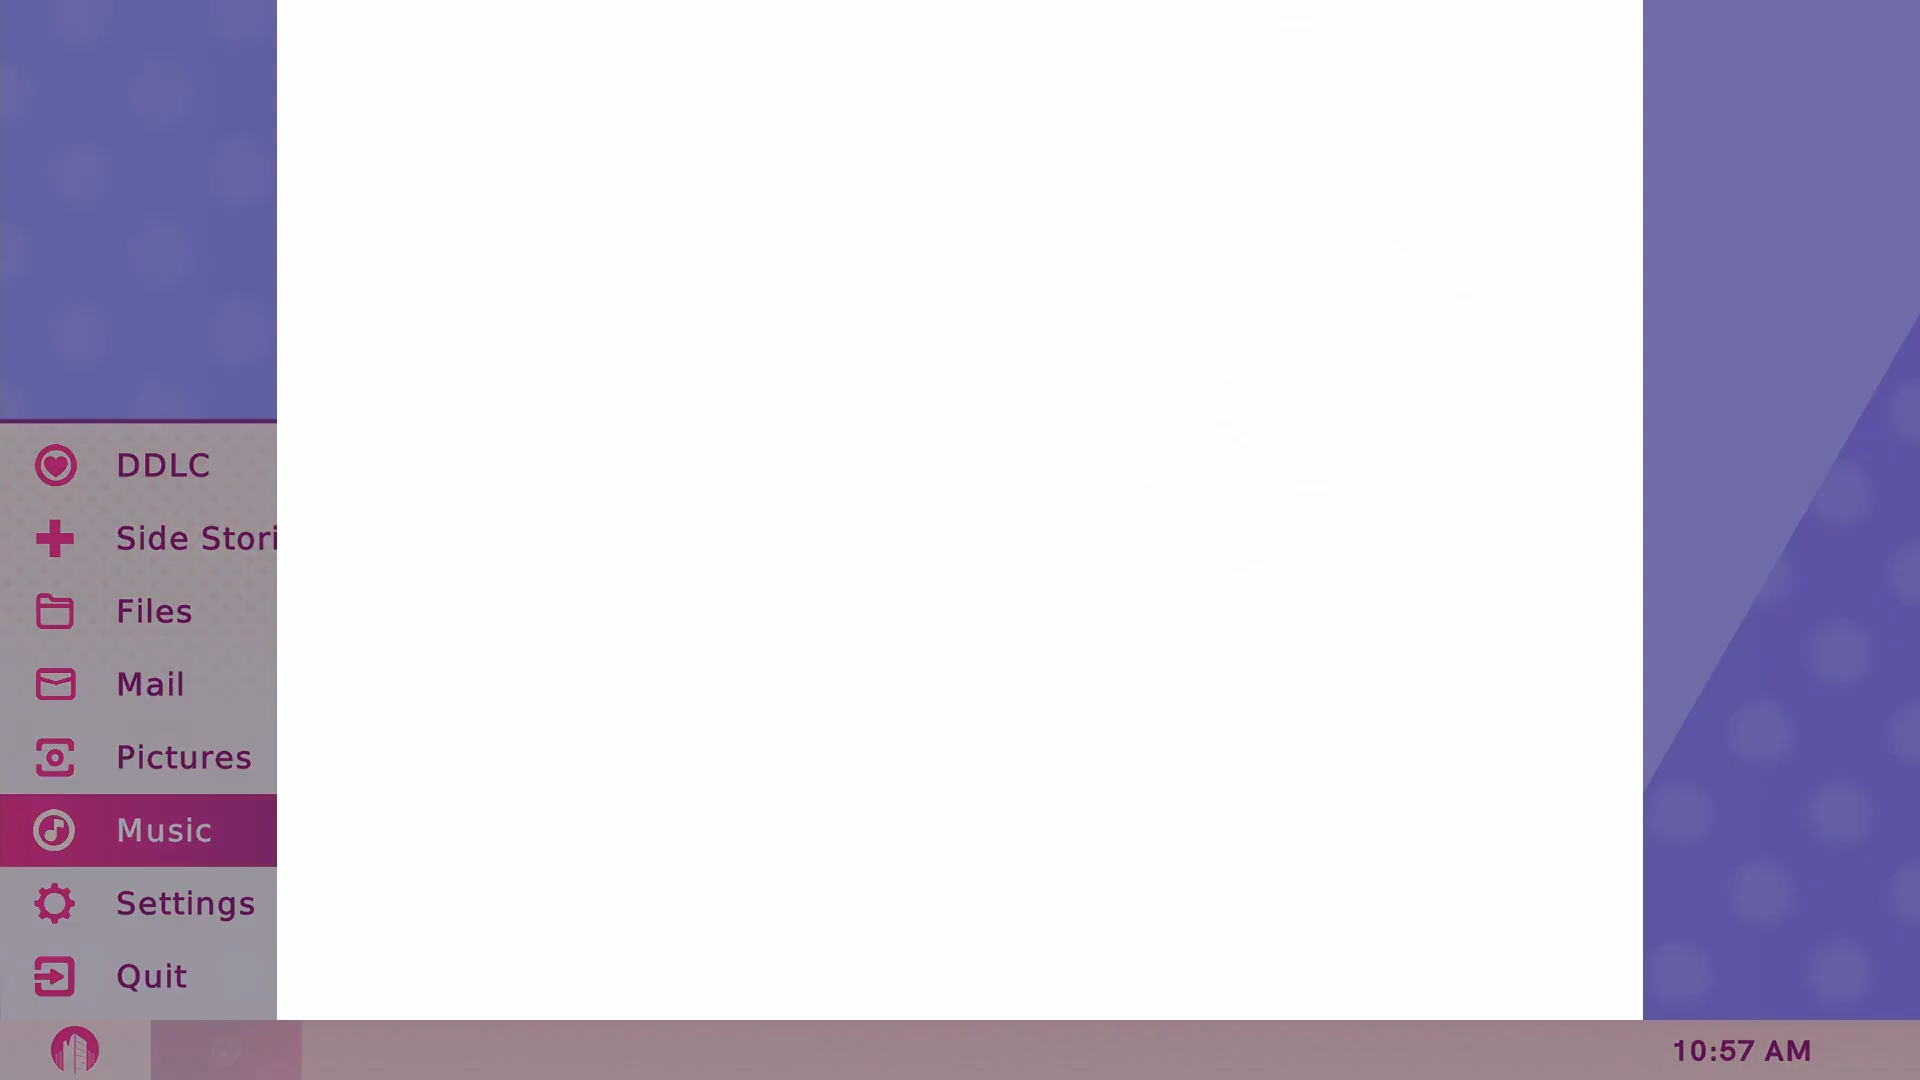 DDLC
Side Stori
Files
Mail
Pictures
Music
Settings
Quit
10:57 AM